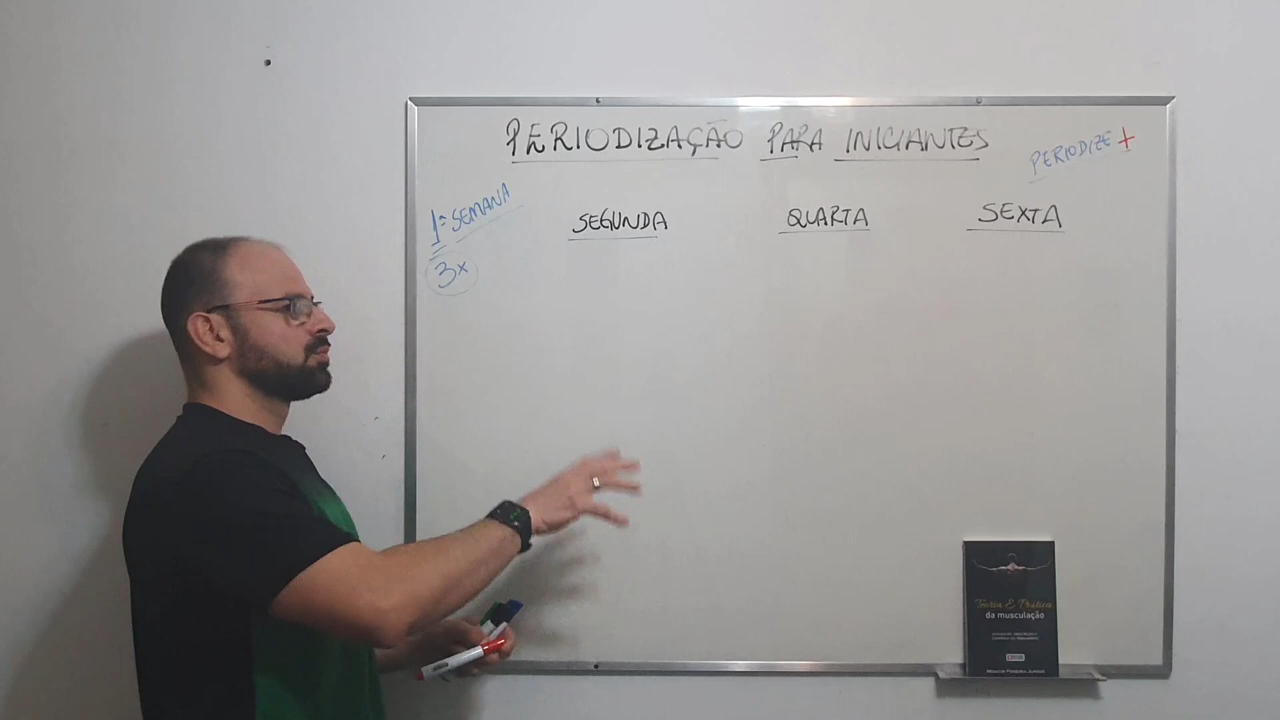 PERIODIZAÇÃO PARA INICIANTES
PERIODIZE +
1ª SEMANA
3x
SEGUNDA
QUARTA
SEXTA
Teoria E Prática
da musculação